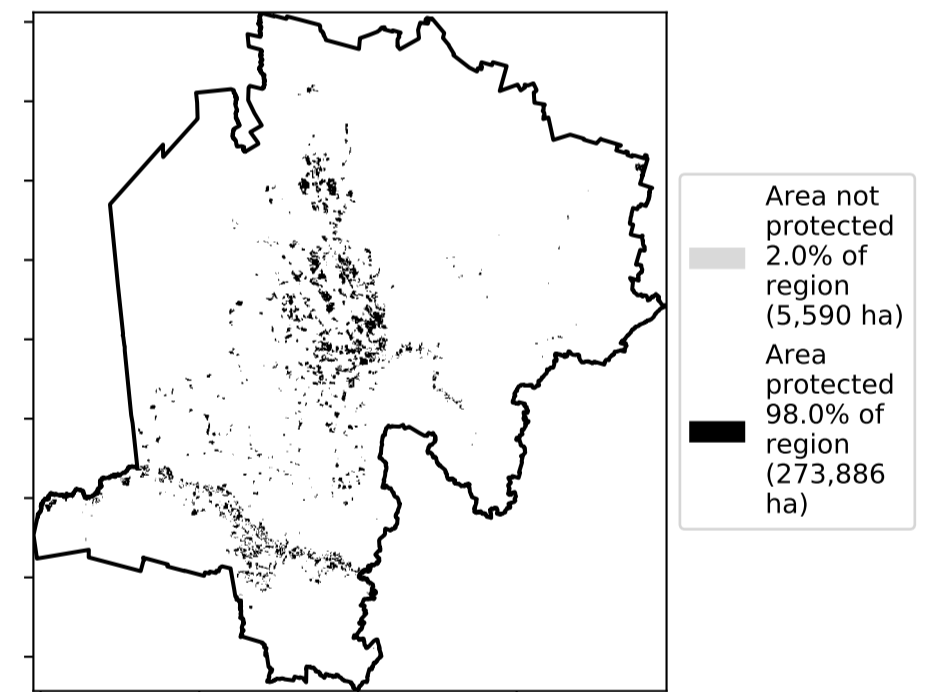 Area not
protected
2.0% of
region
(5,590 ha)
Area
protected
98.0% of
region
(273,886
ha)